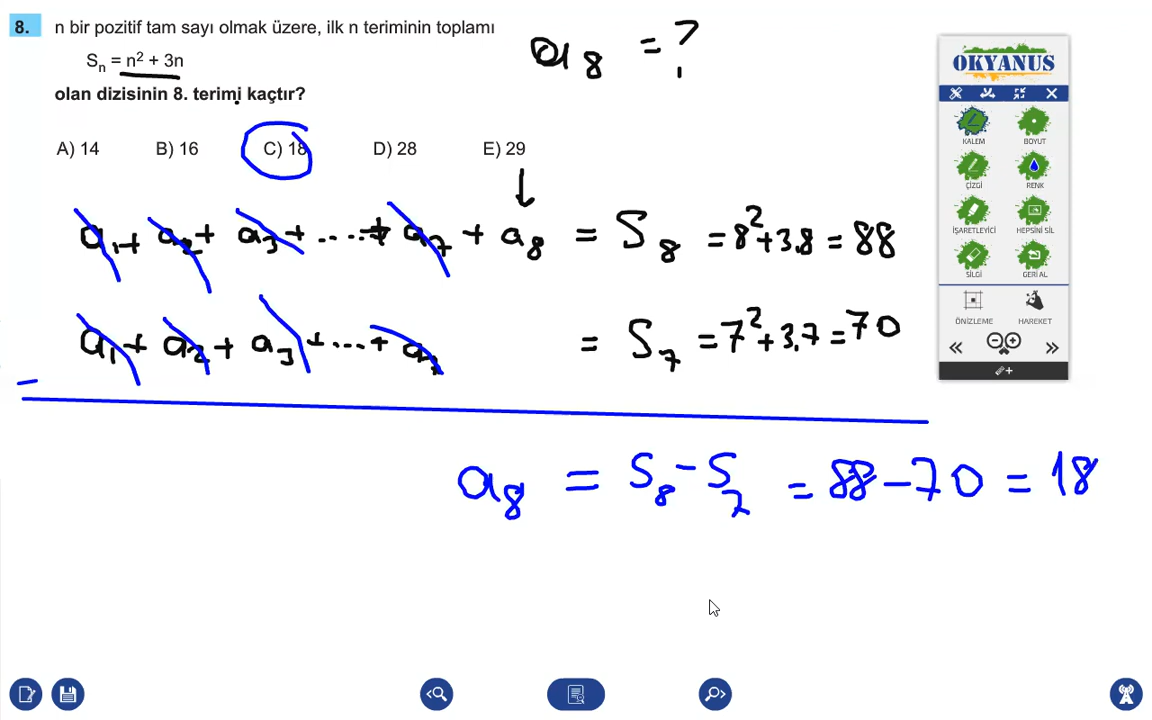 8. n bir pozitif tam sayı olmak üzere, ilk n teriminin toplamı
Sₙ = n² + 3n
olan dizisinin 8. terimi kaçtır?
a₈ = ?
A) 14 B) 16 C) 18 D) 28 E) 29
a₁ + a₂ + a₃ + ....+ a₇ + a₈ = S₈ = 8² + 3.8 = 88
a₁ + a₂ + a₃ + ...+ a₇ = S₇ = 7² + 3.7 = 70
a₈ = S₈ - S₇ = 88 - 70 = 18
OKYANUS
KALEM BOYUT
ÇİZGİ RENK
İŞARETLEYİCİ HEPSİNİ SİL
SİLGİ GERİ AL
ÖNİZLEME HAREKET